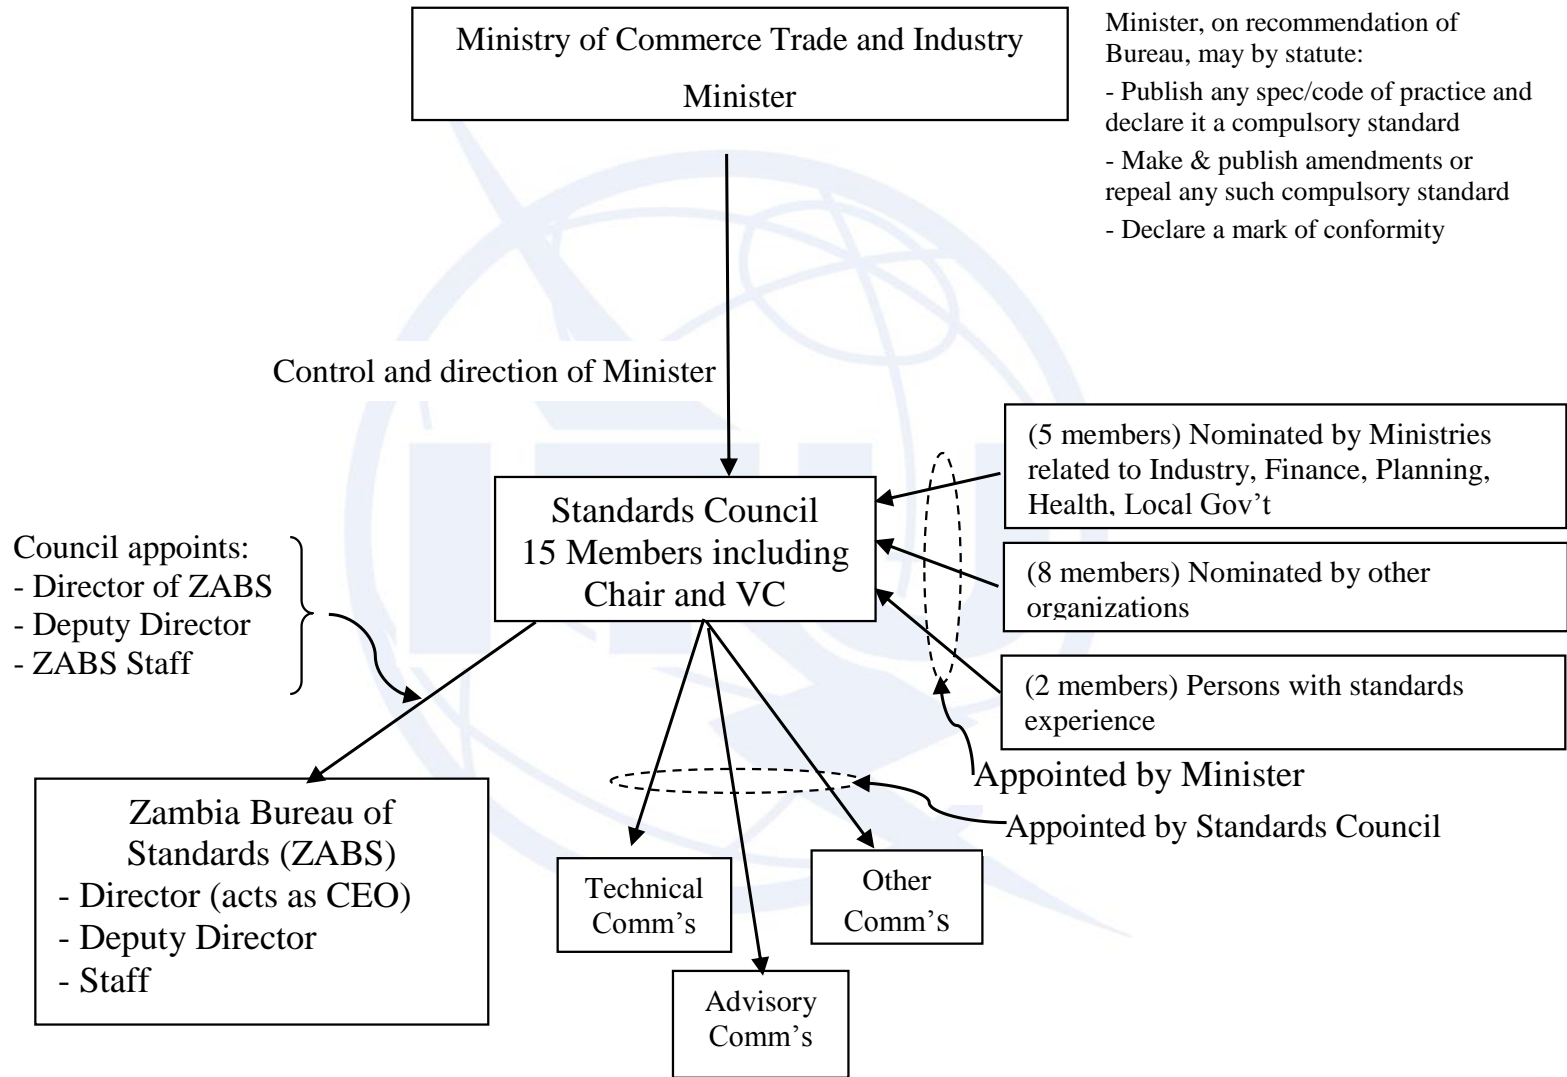 Ministry of Commerce Trade and Industry
Minister
Minister, on recommendation of
Bureau, may by statute:
- Publish any spec/code of practice and
declare it a compulsory standard
- Make & publish amendments or
repeal any such compulsory standard
- Declare a mark of conformity
Control and direction of Minister
(5 members) Nominated by Ministries
related to Industry, Finance, Planning,
Health, Local Gov’t
Standards Council
15 Members including
Chair and VC
Council appoints:
- Director of ZABS
- Deputy Director
- ZABS Staff
(8 members) Nominated by other
organizations
(2 members) Persons with standards
experience
Appointed by Minister
Appointed by Standards Council
Zambia Bureau of
Standards (ZABS)
- Director (acts as CEO)
- Deputy Director
- Staff
Technical
Comm’s
Other
Comm’s
Advisory
Comm’s
ITU